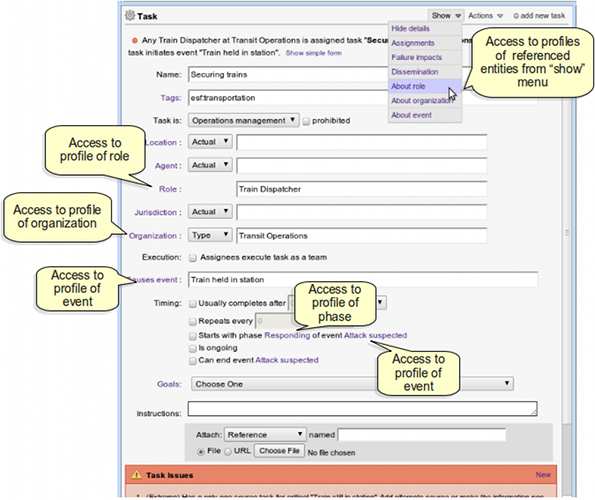 Task
Show ▼ Actions ▼ add new task
Any Train Dispatcher at Transit Operations is assigned task "Secu
task initiates event "Train held in station". Show simple form
Hide details
Assignments
Failure impacts
Dissemination
About role
About organization
About event
Access to profiles
of referenced
entities from “show”
menu
Name: Securing trains
Tags: esf:transportation
Task is: Operations management ▼ prohibited
Access to
profile of role
Location : Actual ▼
Agent : Actual ▼
Role : Train Dispatcher
Access to profile
of organization
Jurisdiction : Actual ▼
Organization : Type ▼ Transit Operations
Execution: Assignees execute task as a team
Access to
profile of
event
Causes event : Train held in station
Timing: Usually completes after
Access to
profile of
phase
Repeats every 0
Starts with phase Responding of event Attack suspected
Is ongoing
Can end event Attack suspected
Access to
profile of
event
Goals: Choose One ▼
Instructions:
Attach: Reference ▼ named
File URL Choose File No file chosen
Task Issues New